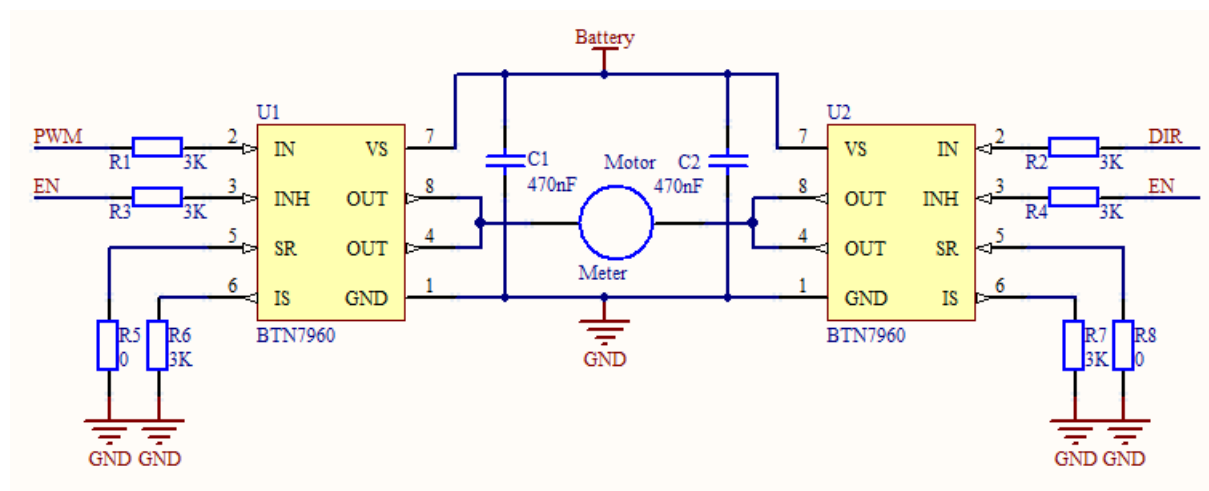 Battery
U1
U2
PWM
R1
3K
2
IN
VS
7
C1
470nF
Motor
C2
470nF
7
VS
IN
2
R2
3K
DIR
EN
R3
3K
3
INH
OUT
8
8
OUT
INH
3
R4
3K
EN
5
SR
OUT
4
Meter
4
OUT
SR
5
6
IS
GND
1
1
GND
IS
6
BTN7960
BTN7960
R5
0
R6
3K
GND
R7
3K
R8
0
GND
GND
GND
GND